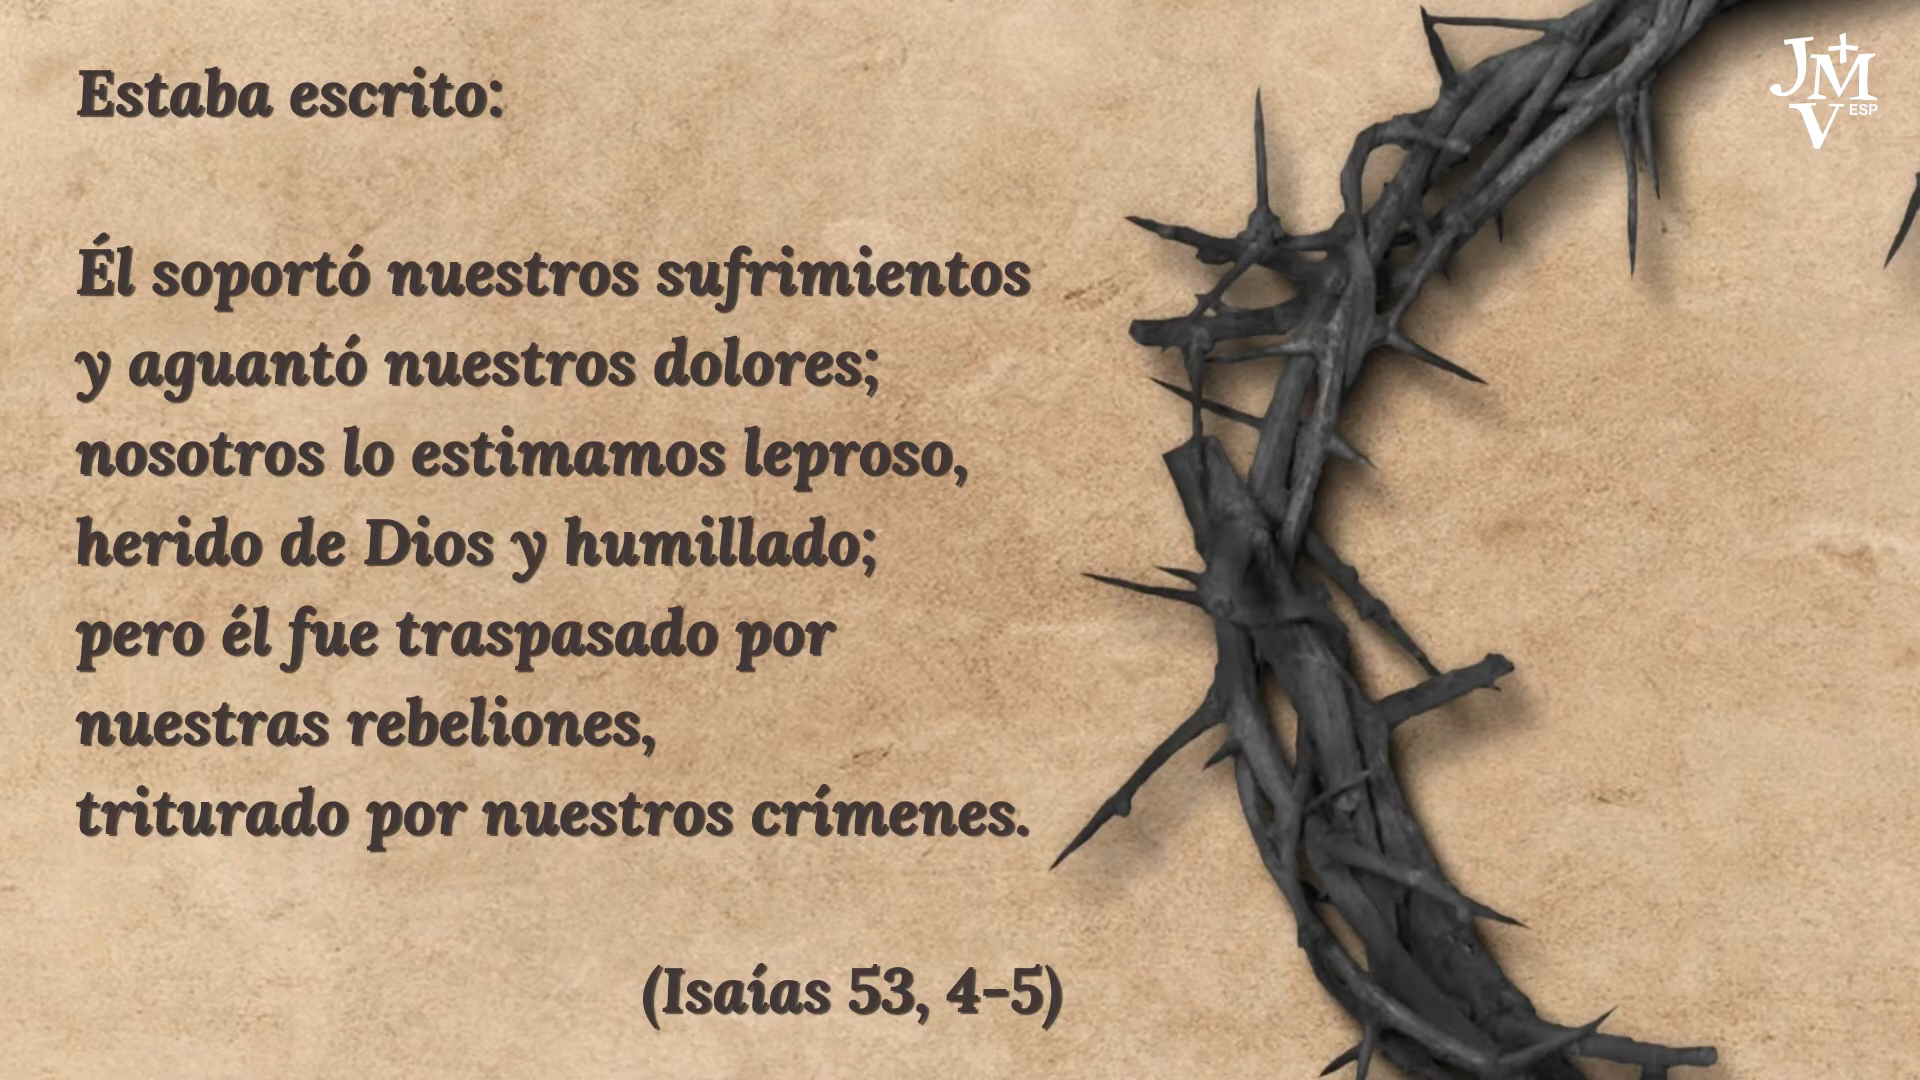 Estaba escrito:
Él soportó nuestros sufrimientos
y aguantó nuestros dolores;
nosotros lo estimamos leproso,
herido de Dios y humillado;
pero él fue traspasado por
nuestras rebeliones,
triturado por nuestros crímenes.
(Isaías 53, 4-5)
JMV ESP